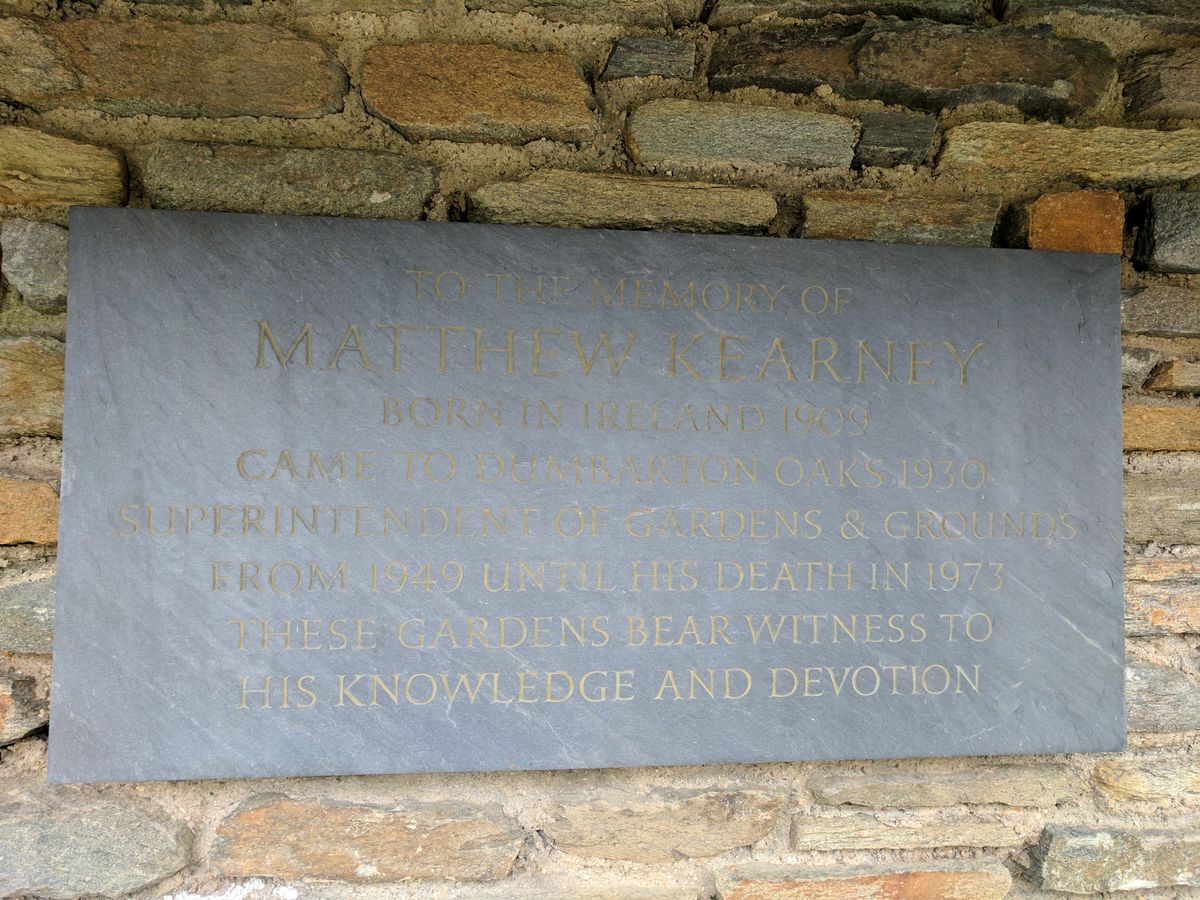 TO THE MEMORY OF
MATTHEW KEARNEY
BORN IN IRELAND 1909
CAME TO DUMBARTON OAKS 1930
SUPERINTENDENT OF GARDENS & GROUNDS
FROM 1949 UNTIL HIS DEATH IN 1973
THESE GARDENS BEAR WITNESS TO
HIS KNOWLEDGE AND DEVOTION